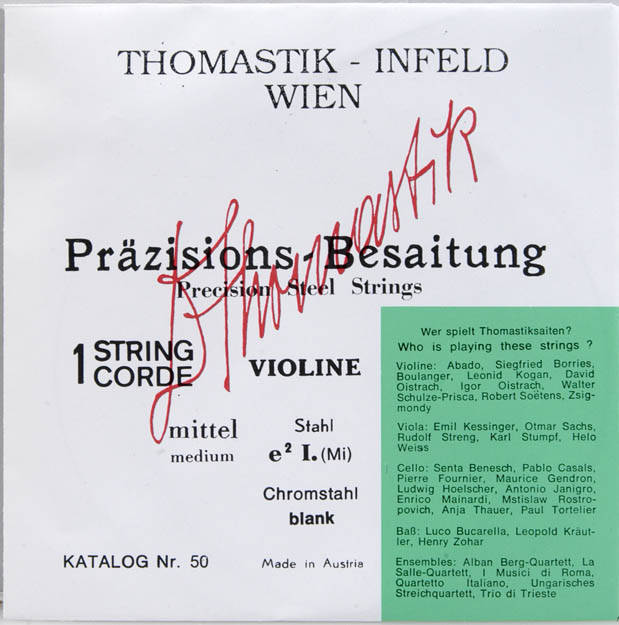 THOMASTIK - INFELD
WIEN
Thomastik
Präzisions-Besaitung
Precision Steel Strings
1 STRING
CORDE
VIOLINE
mittel
medium
Stahl
e² I. (Mi)
Chromstahl
blank
KATALOG Nr. 50
Made in Austria
Wer spielt Thomastiksaiten?
Who is playing these strings ?
Violine: Abado, Siegfried Borries,
Boulanger, Leonid Kogan, David
Oistrach, Igor Oistrach, Walter
Schulze-Prisca, Robert Soëtens, Zsig-
mondy
Viola: Emil Kessinger, Otmar Sachs,
Rudolf Streng, Karl Stumpf, Helo
Weiss
Cello: Senta Benesch, Pablo Casals,
Pierre Fournier, Maurice Gendron,
Ludwig Hoelscher, Antonio Janigro,
Enrico Mainardi, Mstislaw Rostro-
povich, Anja Thauer, Paul Tortelier
Baß: Luco Bucarella, Leopold Kräut-
ler, Henry Zohar
Ensembles: Alban Berg-Quartett, La
Salle-Quartett, I Musici di Roma,
Quartetto Italiano, Ungarisches
Streichquartett, Trio di Trieste